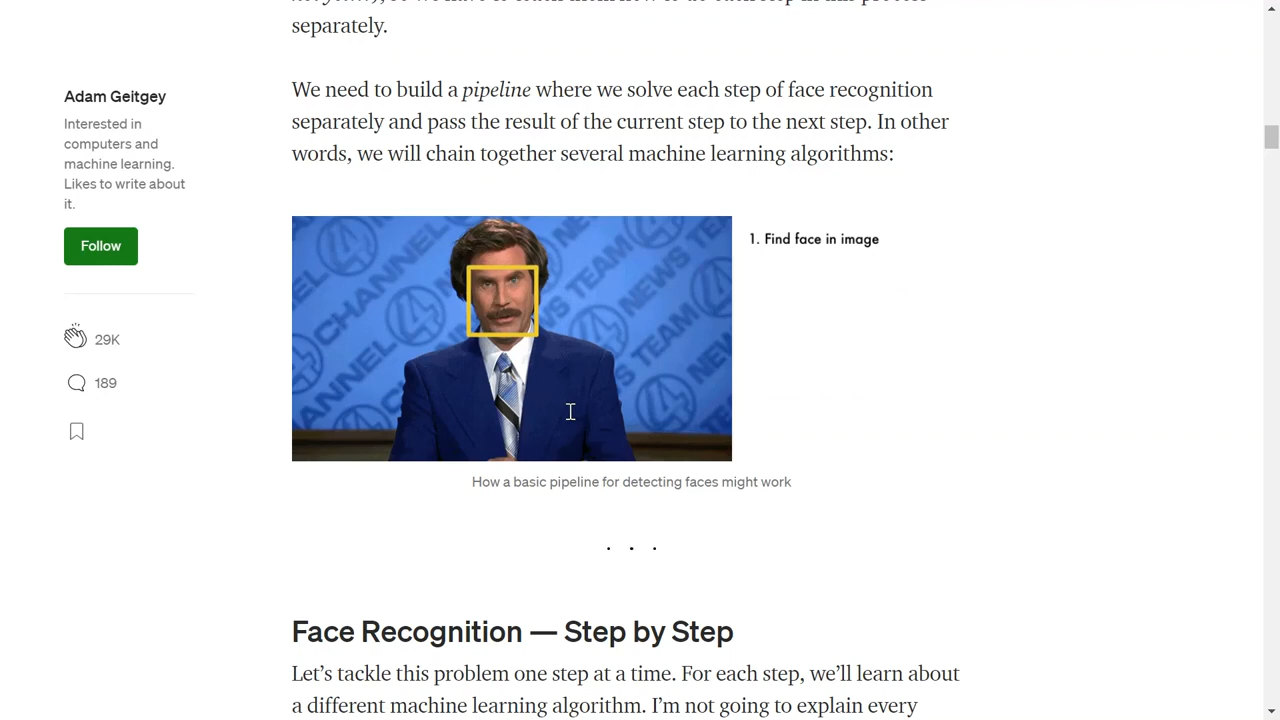 separately.
We need to build a pipeline where we solve each step of face recognition
separately and pass the result of the current step to the next step. In other
words, we will chain together several machine learning algorithms:
Adam Geitgey
Interested in
computers and
machine learning.
Likes to write about
it.
Follow
29K
189
CHANNEL 4 NEWS TEAM
1. Find face in image
How a basic pipeline for detecting faces might work
. . .
Face Recognition — Step by Step
Let's tackle this problem one step at a time. For each step, we'll learn about
a different machine learning algorithm. I'm not going to explain every